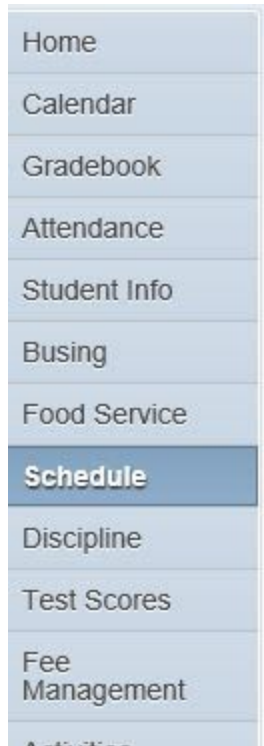 Home
Calendar
Gradebook
Attendance
Student Info
Busing
Food Service
Schedule
Discipline
Test Scores
Fee
Management